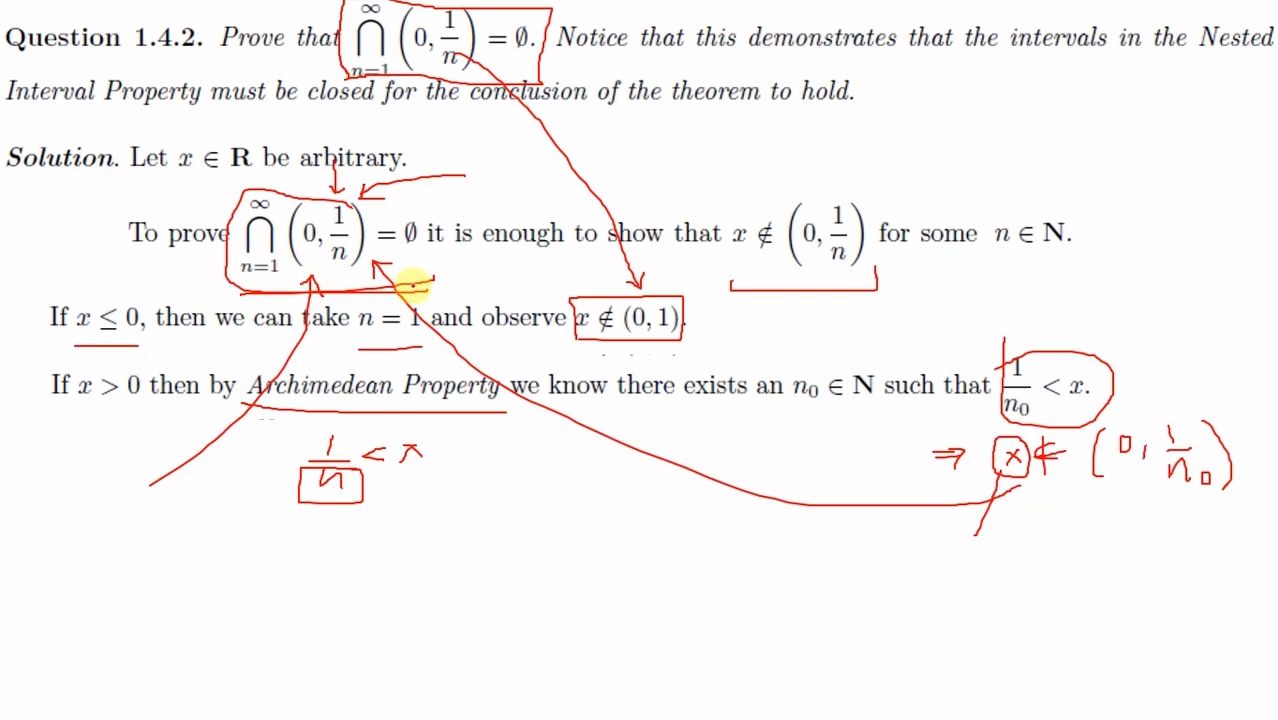 Question 1.4.2. Prove that ⋂_{n=1}^{∞} (0, 1/n) = ∅. Notice that this demonstrates that the intervals in the Nested
Interval Property must be closed for the conclusion of the theorem to hold.
Solution. Let x ∈ R be arbitrary.
To prove ⋂_{n=1}^{∞} (0, 1/n) = ∅ it is enough to show that x ∉ (0, 1/n) for some n ∈ N.
If x ≤ 0, then we can take n = 1 and observe x ∉ (0, 1).
If x > 0 then by Archimedean Property we know there exists an n₀ ∈ N such that 1/n₀ < x.
1/n < x
⇒ x ∉ (0, 1/n₀)